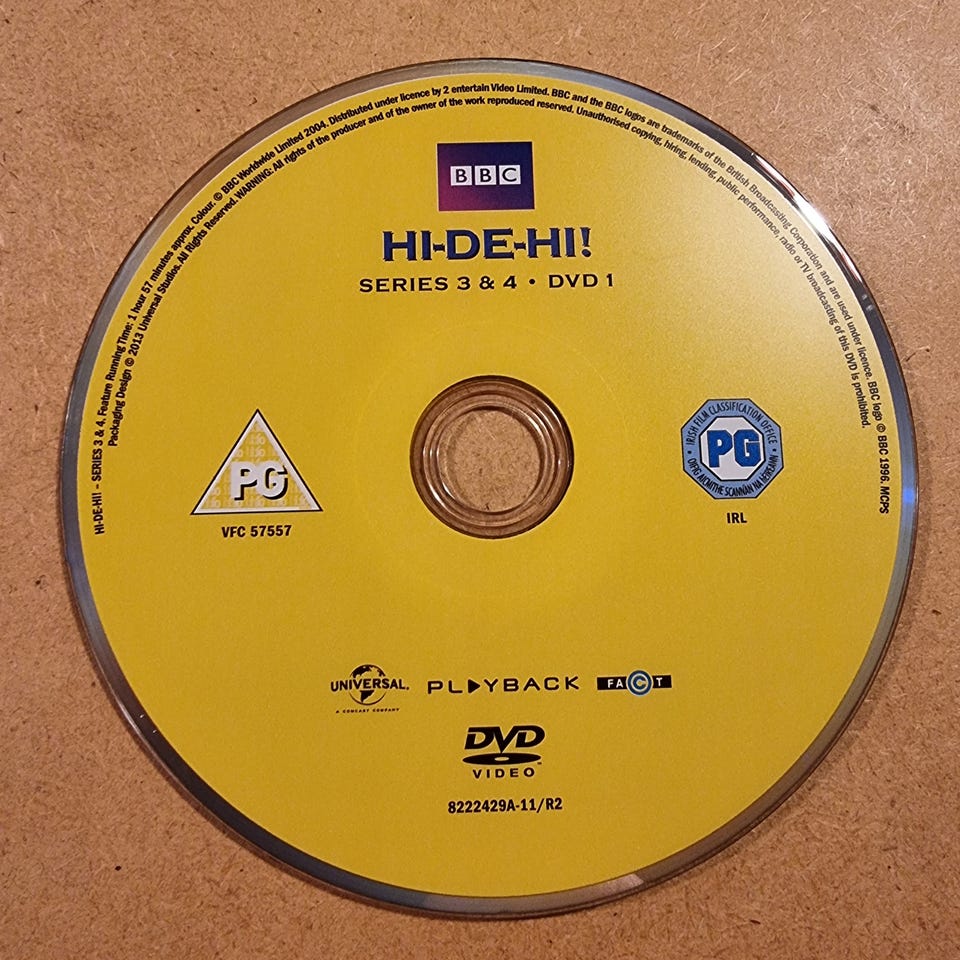 HI-DE-HI! – SERIES 3 & 4. Feature Running Time: 1 hour 57 minutes approx. Colour. © BBC Worldwide Limited 2004. Distributed under licence by 2 entertain Video Limited. BBC and the BBC logos are trademarks of the British Broadcasting Corporation and are used under licence. BBC logo © BBC 1996. MCPS
Packaging Design © 2013 Universal Studios. All Rights Reserved. WARNING: All rights of the producer and of the owner of the work reproduced reserved. Unauthorised copying, hiring, lending, public performance, radio or TV broadcasting of this DVD is prohibited.
BBC
HI-DE-HI!
SERIES 3 & 4 • DVD 1
PG
VFC 57557
IRISH FILM CLASSIFICATION OFFICE
PG
OIFIG AICMITHE SCANNÁN NA hÉIREANN
IRL
UNIVERSAL
A COMCAST COMPANY
PLAYBACK
FACT
DVD
VIDEO
8222429A-11/R2